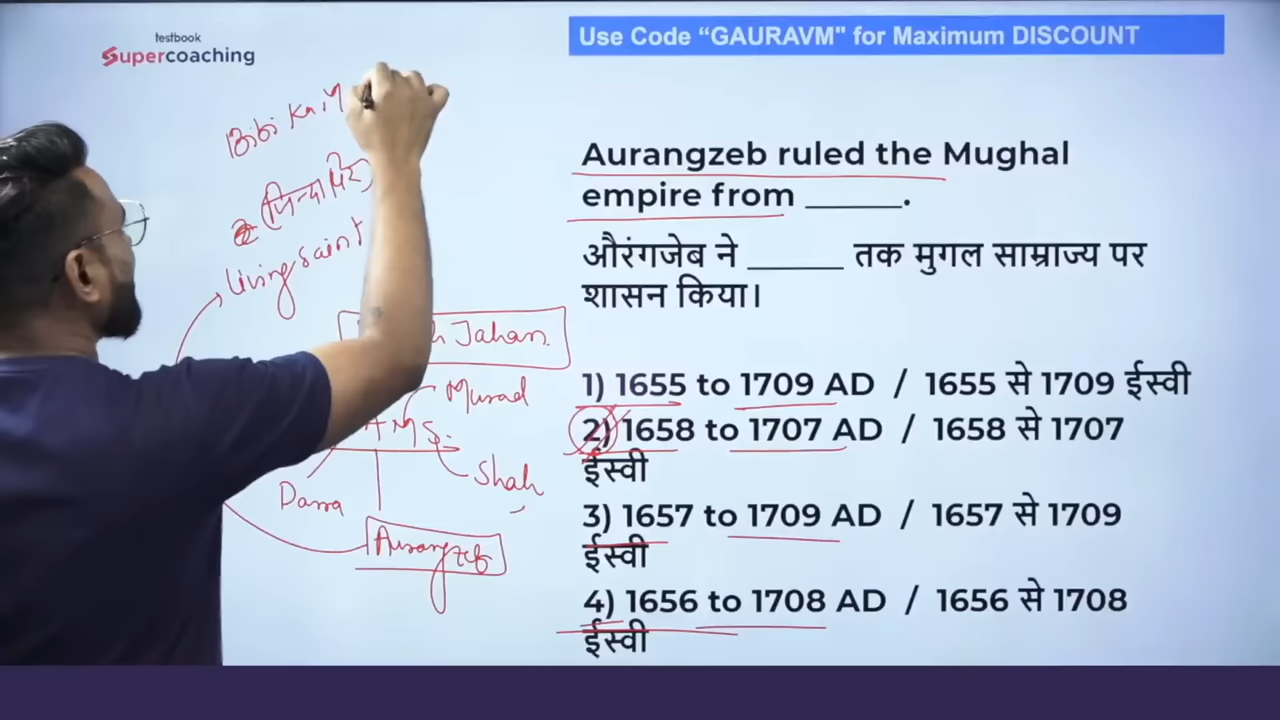 testbook
Supercoaching
Use Code “GAURAVM" for Maximum DISCOUNT
Bibi Ka
(जिन्दा पीर)
living saint
Jahan
Murad
Shah
Darra
Aurangzeb
Aurangzeb ruled the Mughal
empire from ______.
औरंगजेब ने ______ तक मुगल साम्राज्य पर
शासन किया।
1) 1655 to 1709 AD / 1655 से 1709 ईस्वी
2) 1658 to 1707 AD / 1658 से 1707
ईस्वी
3) 1657 to 1709 AD / 1657 से 1709
ईस्वी
4) 1656 to 1708 AD / 1656 से 1708
ईस्वी